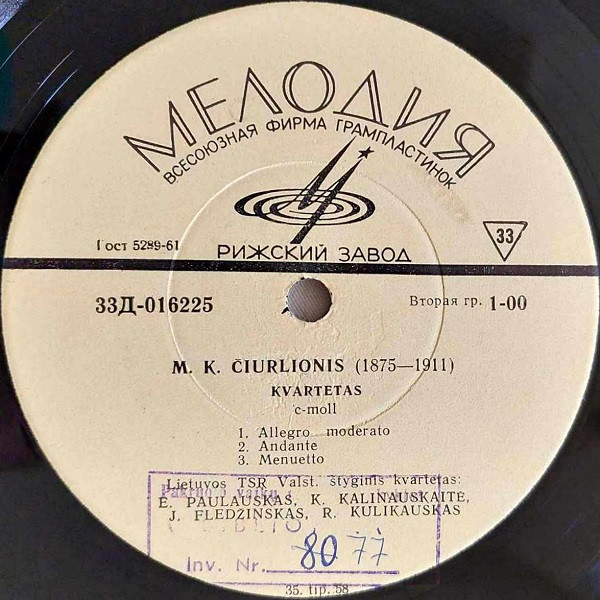 МЕЛОДИЯ
ВСЕСОЮЗНАЯ ФИРМА ГРАМПЛАСТИНОК
Гост 5289-61
РИЖСКИЙ ЗАВОД
33
33Д-016225
Вторая гр. 1-00
M. K. ČIURLIONIS (1875—1911)
KVARTETAS
c-moll
1. Allegro moderato
2. Andante
3. Menuetto
Lietuvos TSR Valst. styginis kvartetas:
E. PAULAUSKAS, K. KALINAUSKAITĖ,
J. FLEDŽINSKAS, R. KULIKAUSKAS
Inv. Nr. 8077
35. tip. 58